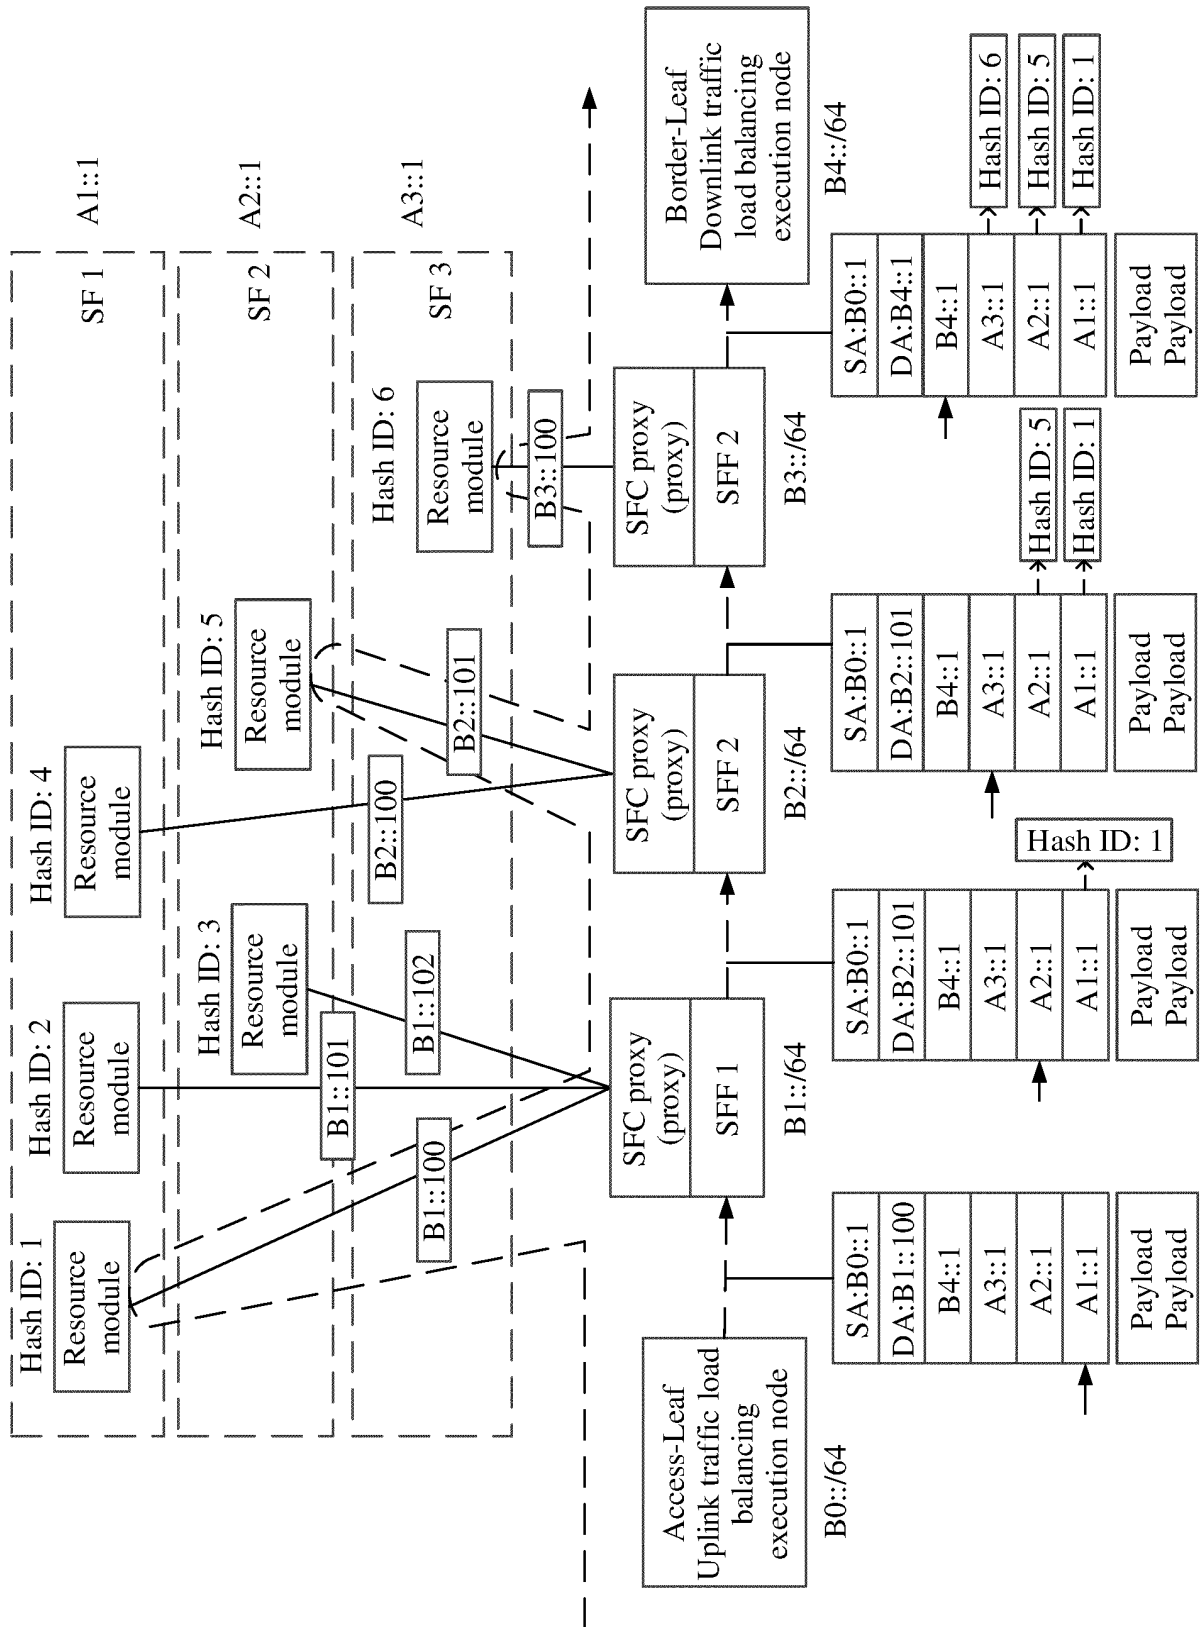 SF 1
A1::1
Hash ID: 1
Resource
module
Hash ID: 2
Resource
module
Hash ID: 4
Resource
module
SF 2
A2::1
Hash ID: 3
Resource
module
Hash ID: 5
Resource
module
SF 3
A3::1
Hash ID: 6
Resource
module
B1::100
B1::101
B1::102
B2::100
B2::101
B3::100
Access-Leaf
Uplink traffic load
balancing
execution node
B0::/64
SFC proxy
(proxy)
SFF 1
B1::/64
SFC proxy
(proxy)
SFF 2
B2::/64
SFC proxy
(proxy)
SFF 2
B3::/64
Border-Leaf
Downlink traffic
load balancing
execution node
B4::/64
SA:B0::1
DA:B1::100
B4::1
A3::1
A2::1
A1::1
Payload
Payload
SA:B0::1
DA:B2::101
B4::1
A3::1
A2::1
A1::1
Hash ID: 1
Payload
Payload
SA:B0::1
DA:B2::101
B4::1
A3::1
A2::1
Hash ID: 5
A1::1
Hash ID: 1
Payload
Payload
SA:B0::1
DA:B4::1
B4::1
A3::1
Hash ID: 6
A2::1
Hash ID: 5
A1::1
Hash ID: 1
Payload
Payload